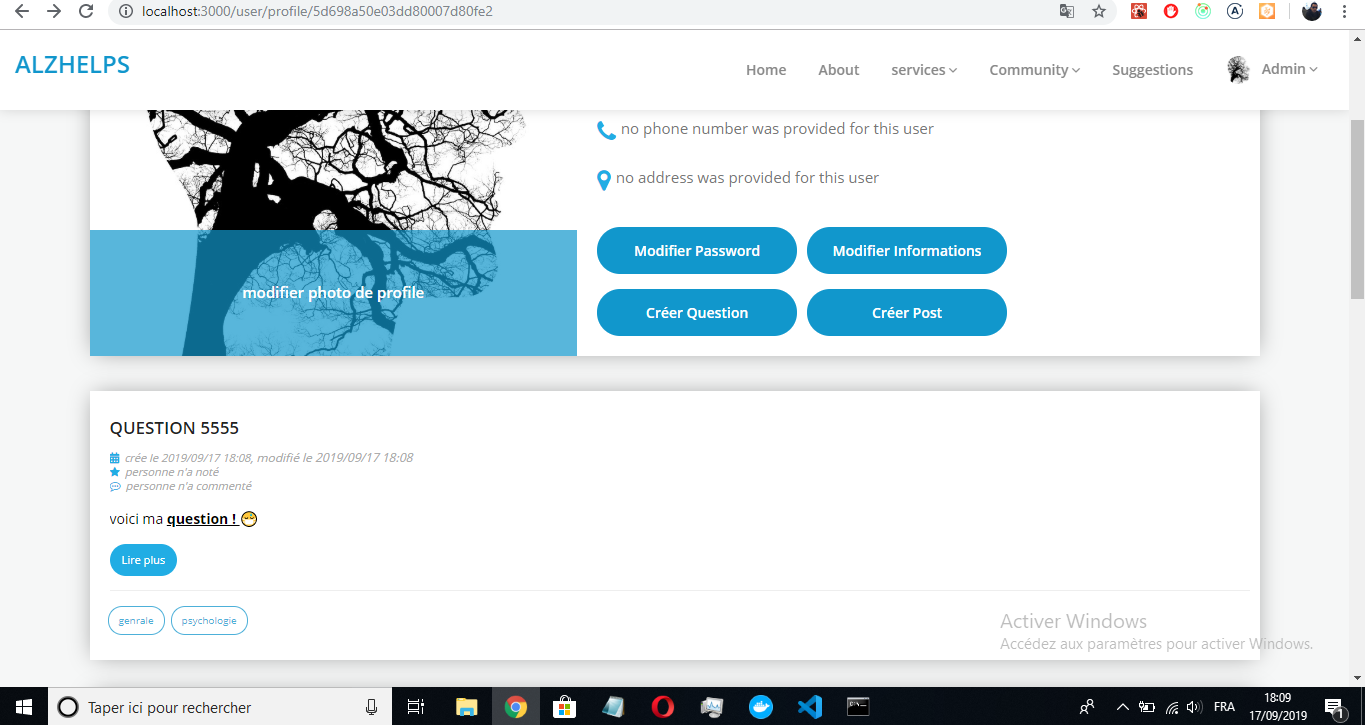 localhost:3000/user/profile/5d698a50e03dd80007d80fe2
ALZHELPS
Home About services Community Suggestions Admin
no phone number was provided for this user
no address was provided for this user
Modifier Password Modifier Informations
modifier photo de profile
Créer Question Créer Post
QUESTION 5555
crée le 2019/09/17 18:08, modifié le 2019/09/17 18:08
personne n'a noté
personne n'a commenté
voici ma question !
Lire plus
genrale psychologie
Activer Windows
Accédez aux paramètres pour activer Windows.
Taper ici pour rechercher
FRA
18:09
17/09/2019
1